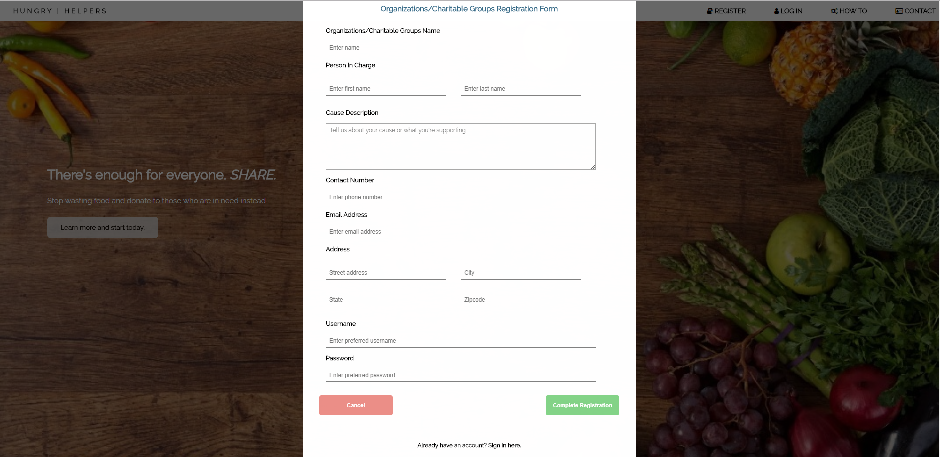 HUNGRY | HELPERS
REGISTER LOG IN HOW TO CONTACT
Organizations/Charitable Groups Registration Form
Organizations/Charitable Groups Name
Enter name
Person In Charge
Enter first name Enter last name
Cause Description
Tell us about your cause or what you're supporting
Contact Number
Enter phone number
Email Address
Enter email address
Address
Street address City
State Zipcode
Username
Enter preferred username
Password
Enter preferred password
Cancel Complete Registration
Already have an account? Sign in here.
There's enough for everyone. SHARE.
Stop wasting food and donate to those who are in need instead.
Learn more and start today.